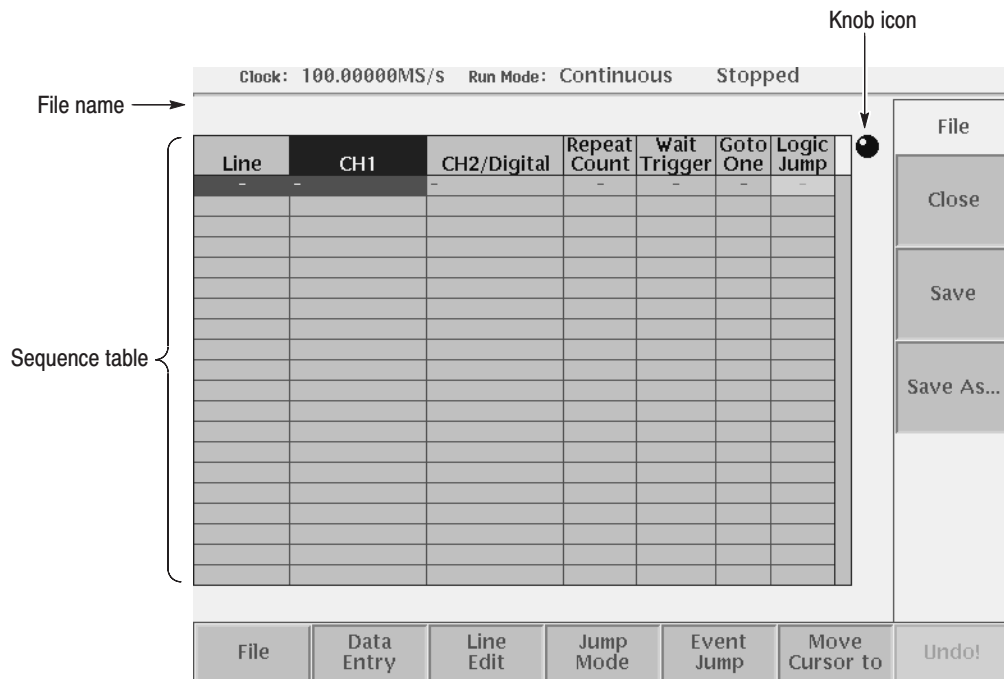 Knob icon
Clock: 100.00000MS/s Run Mode: Continuous Stopped
File name
File
Line CH1 CH2/Digital Repeat Count Wait Trigger Goto One Logic Jump
- - - - - - -
Close
Save
Sequence table
Save As...
File Data Entry Line Edit Jump Mode Event Jump Move Cursor to Undo!